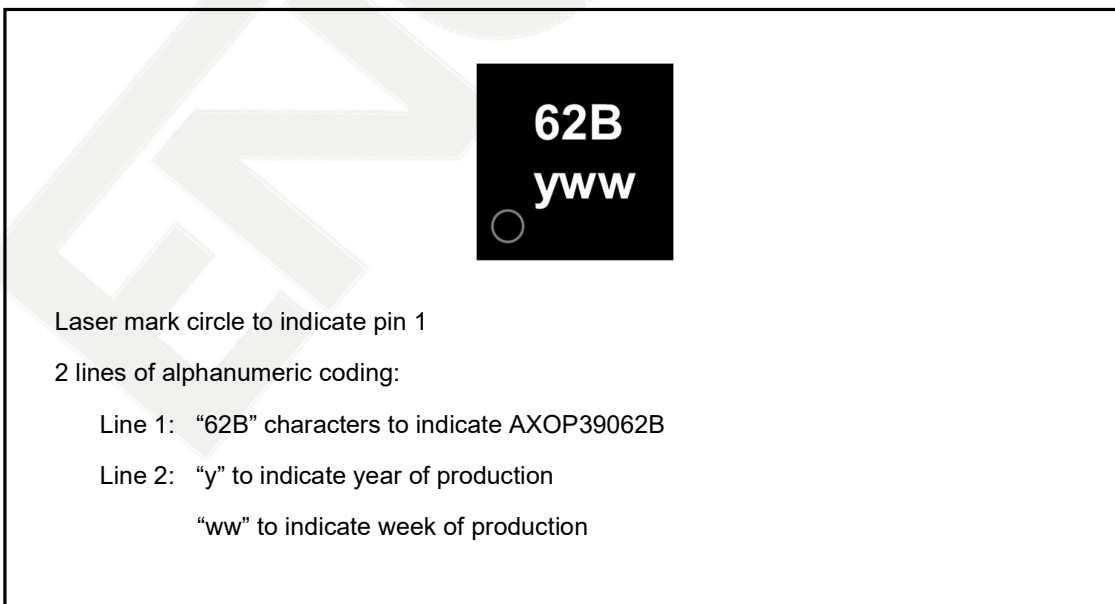 62B
yww
Laser mark circle to indicate pin 1
2 lines of alphanumeric coding:
Line 1: “62B” characters to indicate AXOP39062B
Line 2: “y” to indicate year of production
“ww” to indicate week of production